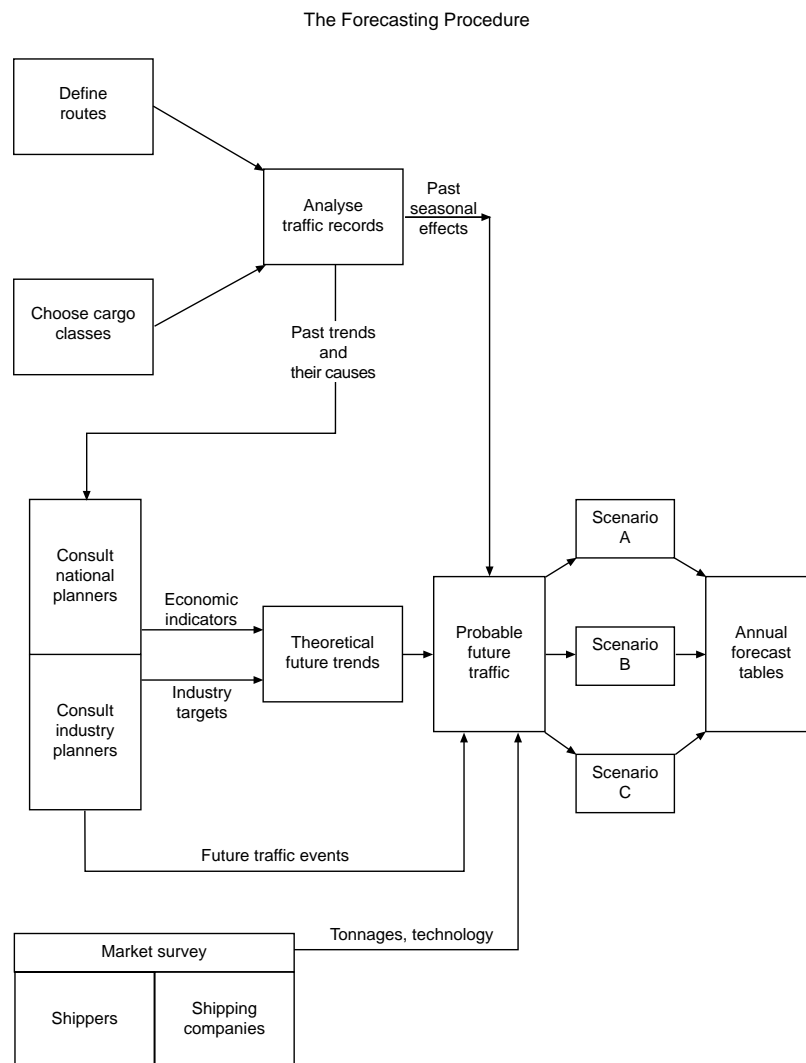 The Forecasting Procedure
Define
routes
Analyse
traffic records
Past
seasonal
effects
Choose cargo
classes
Past trends
and
their causes
Consult
national
planners
Economic
indicators
Theoretical
future trends
Consult
industry
planners
Industry
targets
Probable
future
traffic
Scenario
A
Scenario
B
Scenario
C
Annual
forecast
tables
Future traffic events
Tonnages, technology
Market survey
Shippers
Shipping
companies